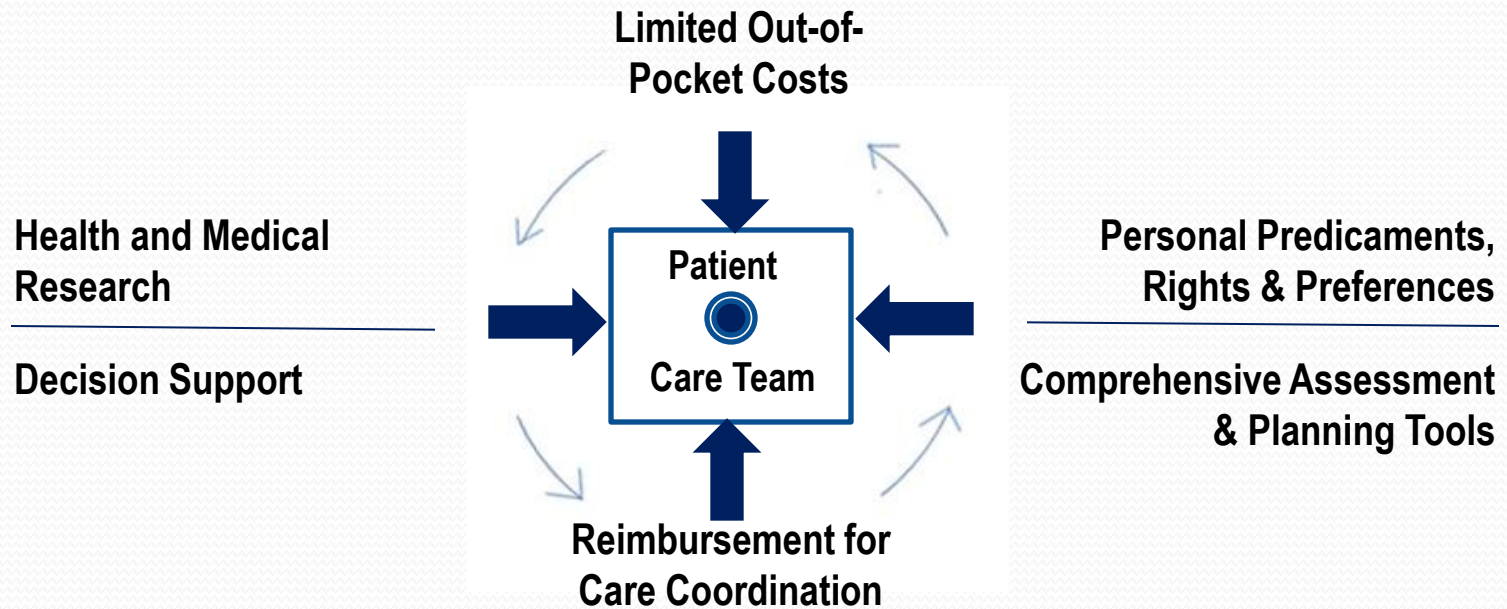 Limited Out-of-
Pocket Costs
Health and Medical
Research
Decision Support
Patient
Care Team
Personal Predicaments,
Rights & Preferences
Comprehensive Assessment
& Planning Tools
Reimbursement for
Care Coordination